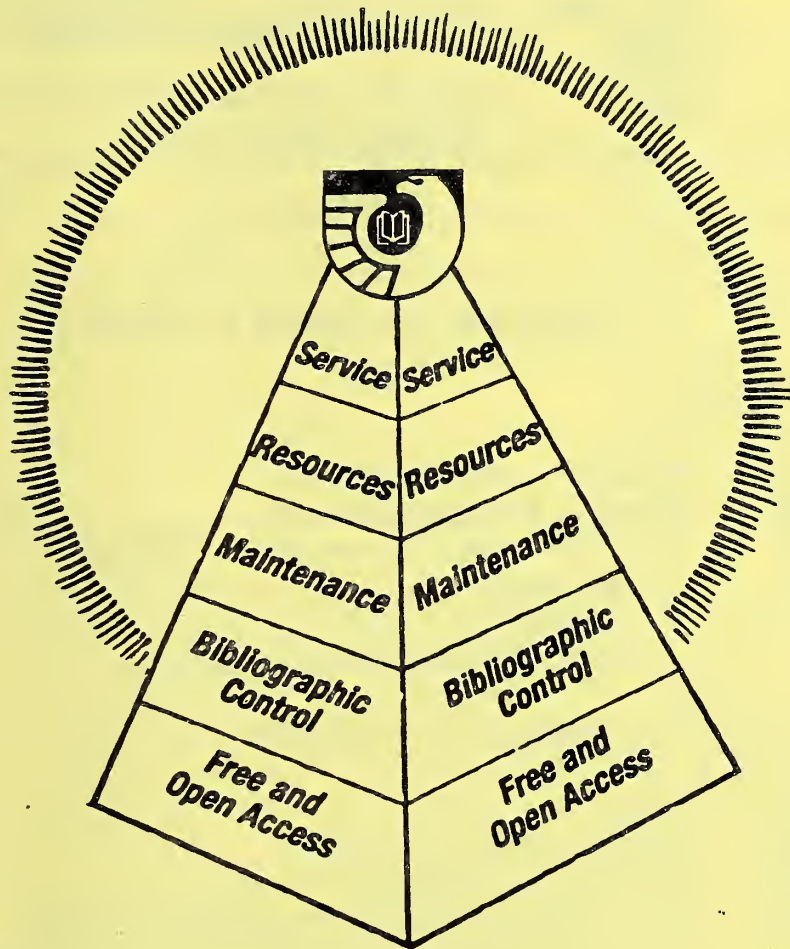 Service Service
Resources Resources
Maintenance Maintenance
Bibliographic
Control
Bibliographic
Control
Free and
Open Access
Free and
Open Access